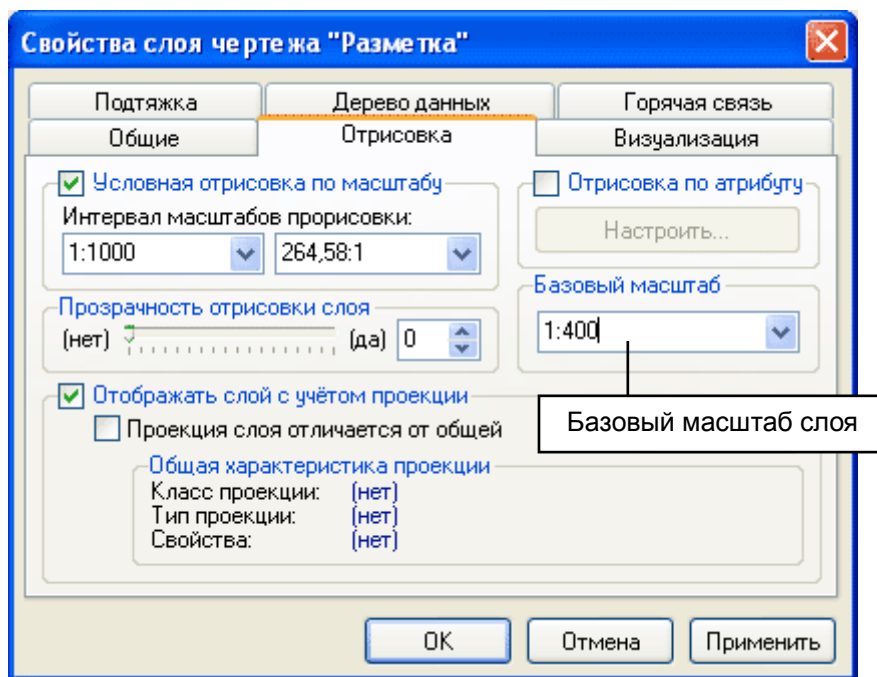 Свойства слоя чертежа "Разметка"
Подтяжка
Дерево данных
Горячая связь
Общие
Отрисовка
Визуализация
Условная отрисовка по масштабу
Интервал масштабов прорисовки:
1:1000
264,58:1
Отрисовка по атрибуту
Настроить...
Прозрачность отрисовки слоя
(нет)
(да)
0
Базовый масштаб
1:400
Базовый масштаб слоя
Отображать слой с учётом проекции
Проекция слоя отличается от общей
Общая характеристика проекции
Класс проекции: (нет)
Тип проекции: (нет)
Свойства: (нет)
OK
Отмена
Применить